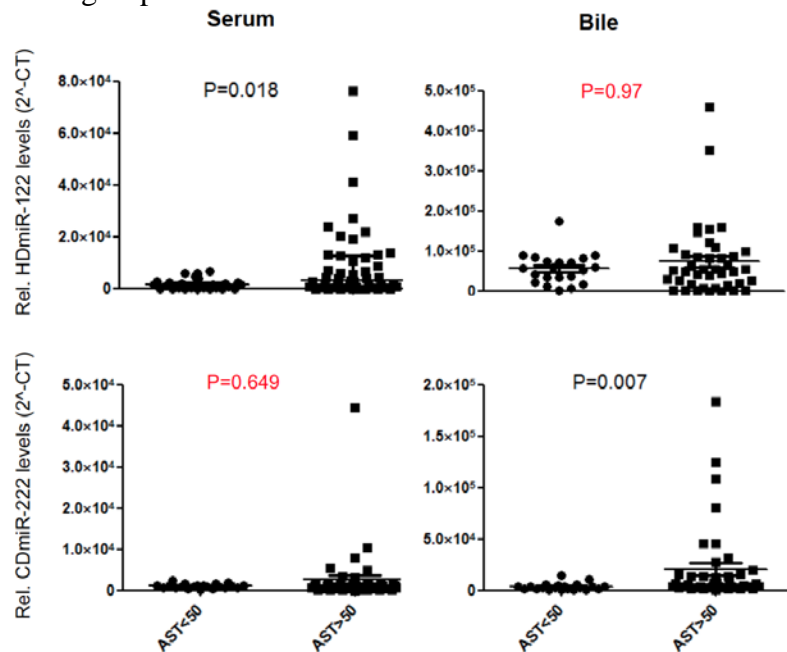 Serum
Bile
Rel. HDmiR-122 levels (2^-CT)
P=0.018
8.0×10⁴
6.0×10⁴
4.0×10⁴
2.0×10⁴
0
P=0.97
5.0×10⁵
4.0×10⁵
3.0×10⁵
2.0×10⁵
1.0×10⁵
0
Rel. CDmiR-222 levels (2^-CT)
P=0.649
5.0×10⁴
4.0×10⁴
3.0×10⁴
2.0×10⁴
1.0×10⁴
0
AST<50
AST>50
P=0.007
2.0×10⁵
1.5×10⁵
1.0×10⁵
5.0×10⁴
0
AST<50
AST>50